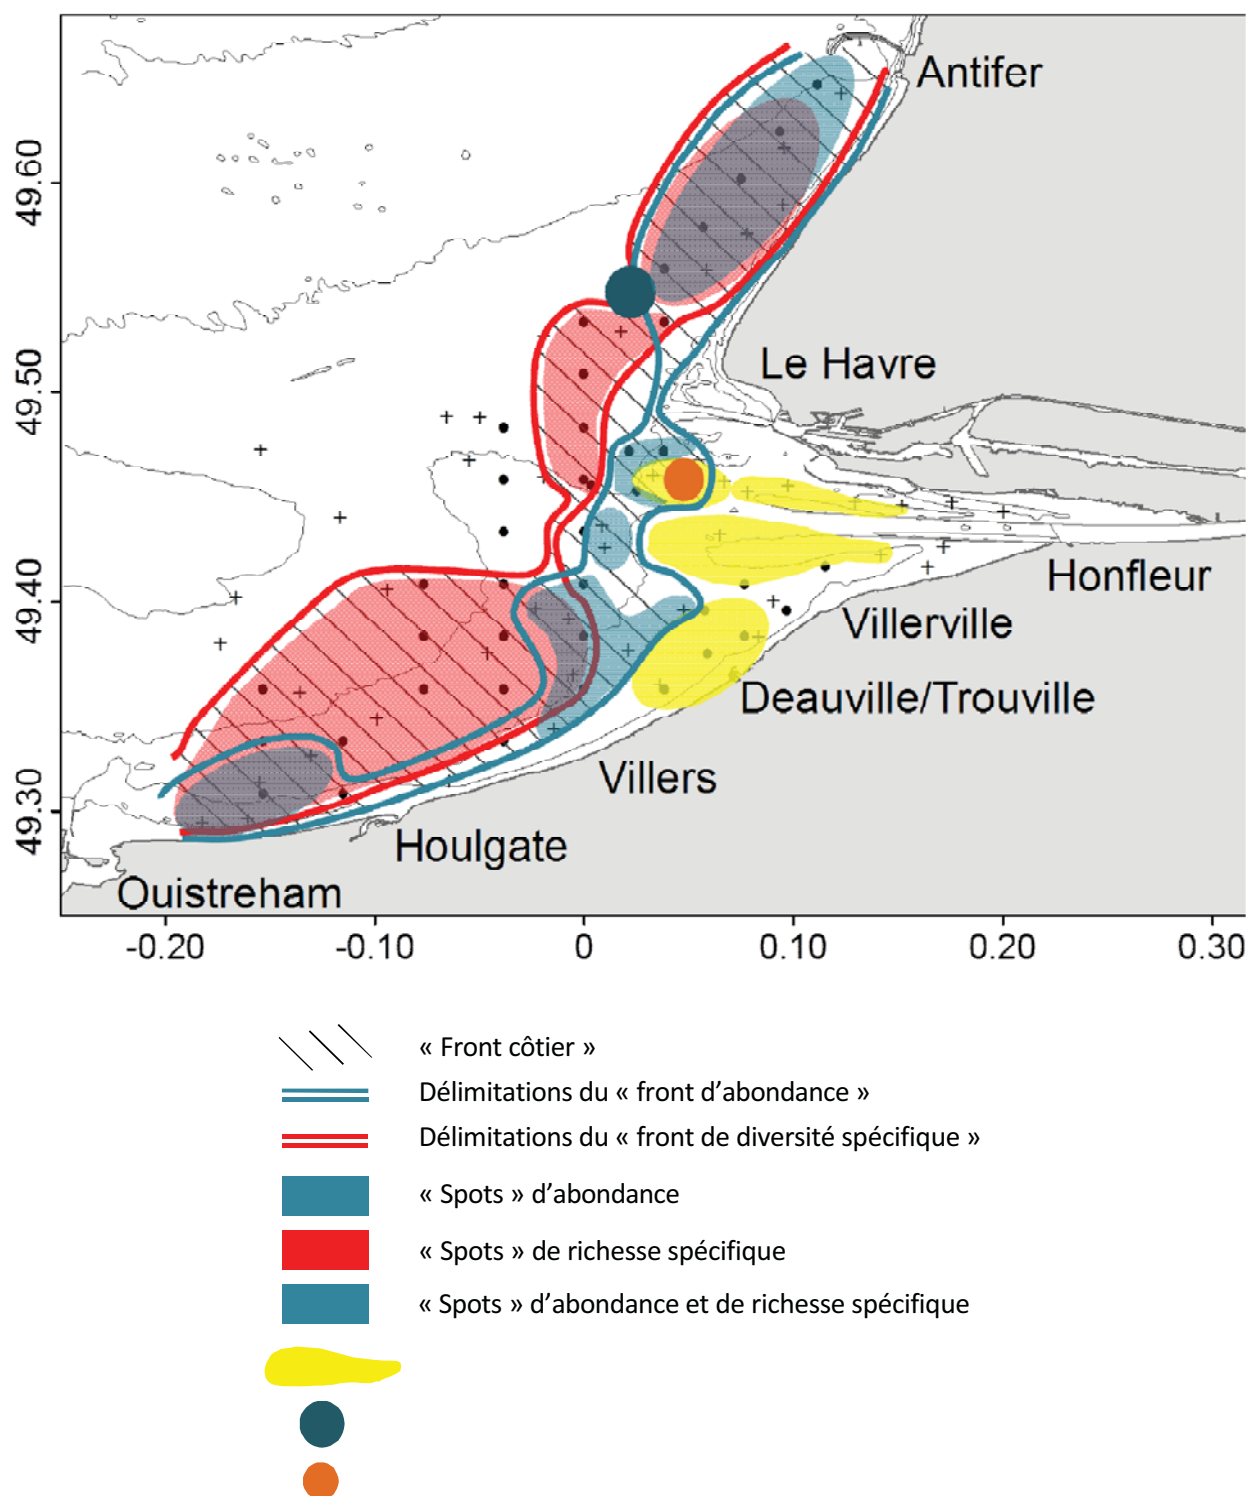 Antifer
49.60
Le Havre
49.50
49.40
Honfleur
Villerville
Deauville/Trouville
Villers
49.30
Houlgate
Ouistreham
-0.20 -0.10 0 0.10 0.20 0.30
« Front côtier »
Délimitations du « front d’abondance »
Délimitations du « front de diversité spécifique »
« Spots » d’abondance
« Spots » de richesse spécifique
« Spots » d’abondance et de richesse spécifique